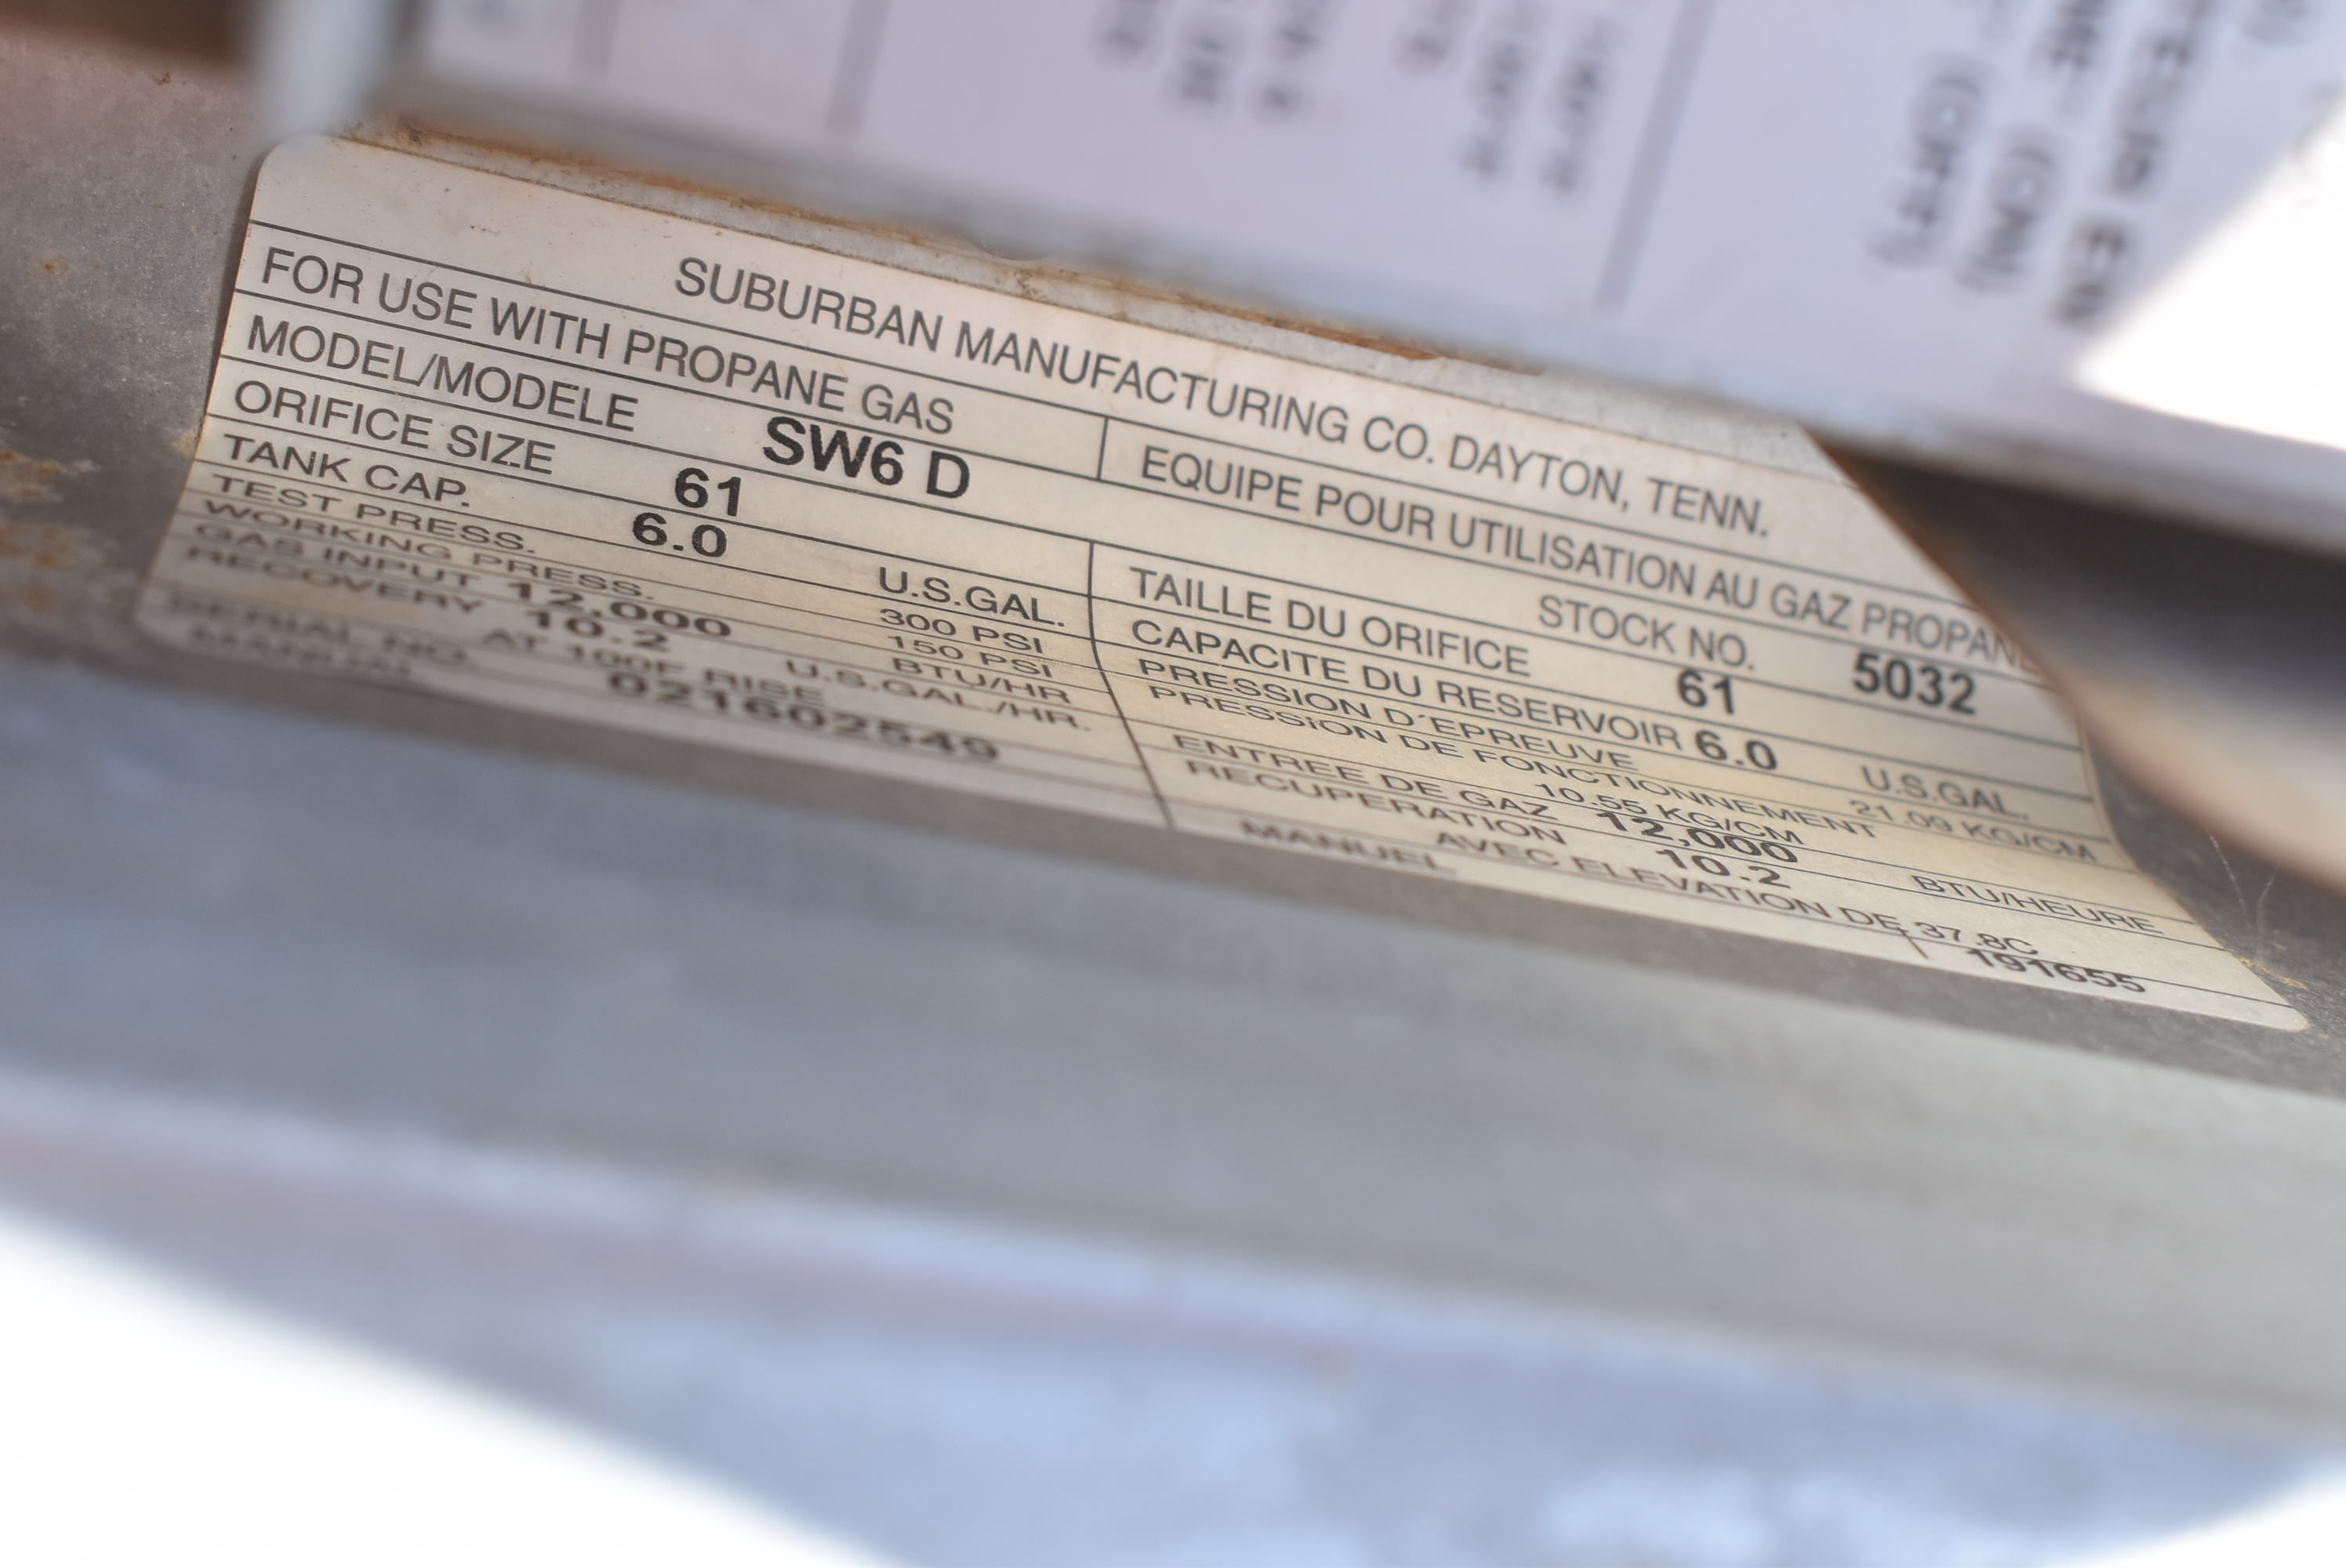 SUBURBAN MANUFACTURING CO. DAYTON, TENN.
FOR USE WITH PROPANE GAS EQUIPE POUR UTILISATION AU GAZ PROPANE
MODEL/MODELE SW6 D STOCK NO. 5032
ORIFICE SIZE 61 TAILLE DU ORIFICE 61
TANK CAP. 6.0 U.S.GAL. CAPACITE DU RESERVOIR 6.0 U.S.GAL.
TEST PRESS. 300 PSI PRESSION D'EPREUVE 21.09 KG/CM
WORKING PRESS. 150 PSI PRESSION DE FONCTIONNEMENT 10.55 KG/CM
GAS INPUT 12,000 BTU/HR ENTREE DE GAZ 12,000 BTU/HEURE
RECOVERY 10.2 U.S.GAL./HR. RECUPERATION 10.2
AT 100F RISE AVEC ELEVATION DE 37.8C
SERIAL NO. 021602549 191655
MANUAL MANUEL